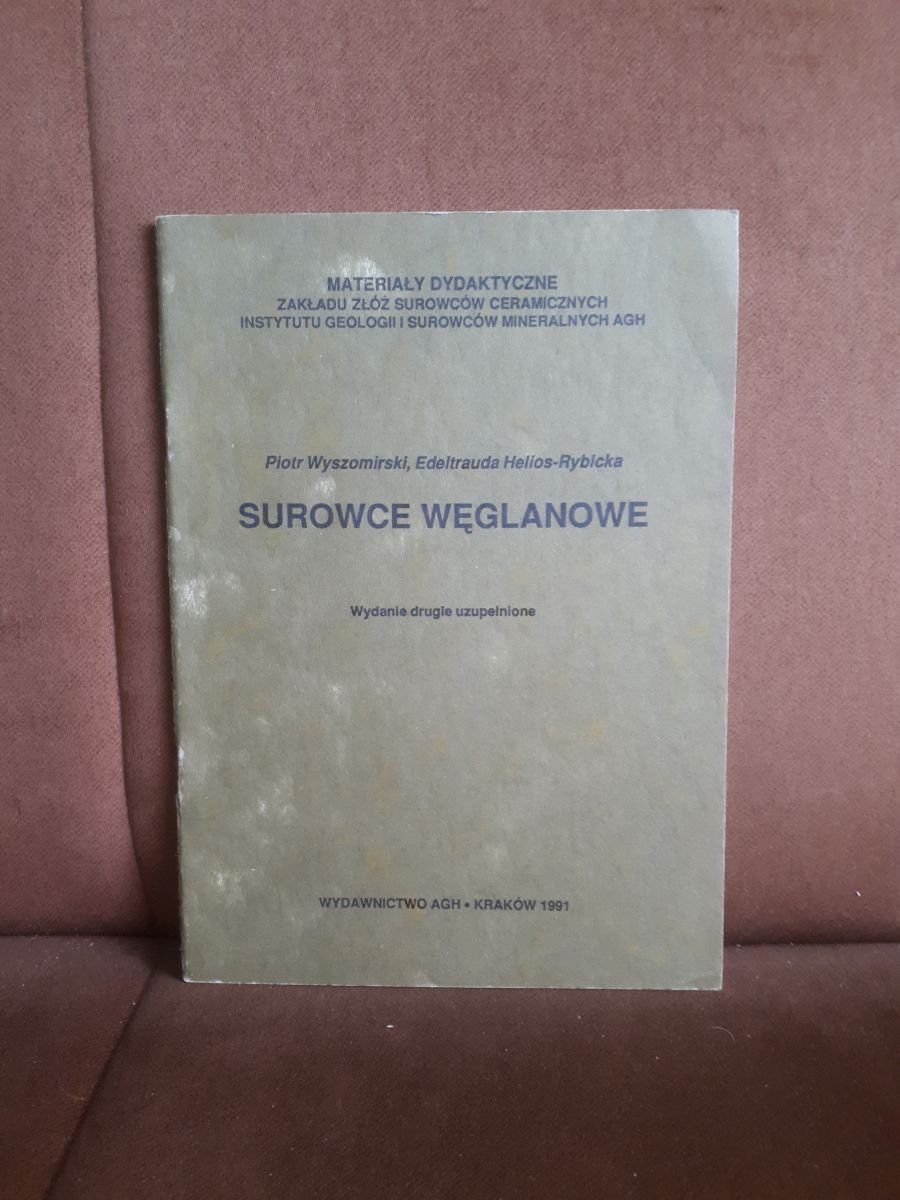 MATERIAŁY DYDAKTYCZNE
ZAKŁADU ZŁÓŻ SUROWCÓW CERAMICZNYCH
INSTYTUTU GEOLOGII I SUROWCÓW MINERALNYCH AGH
Piotr Wyszomirski, Edeltrauda Helios-Rybicka
SUROWCE WĘGLANOWE
Wydanie drugie uzupełnione
WYDAWNICTWO AGH • KRAKÓW 1991